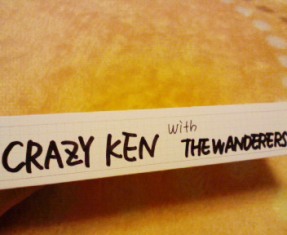 CRAZY KEN with THE WANDERERS